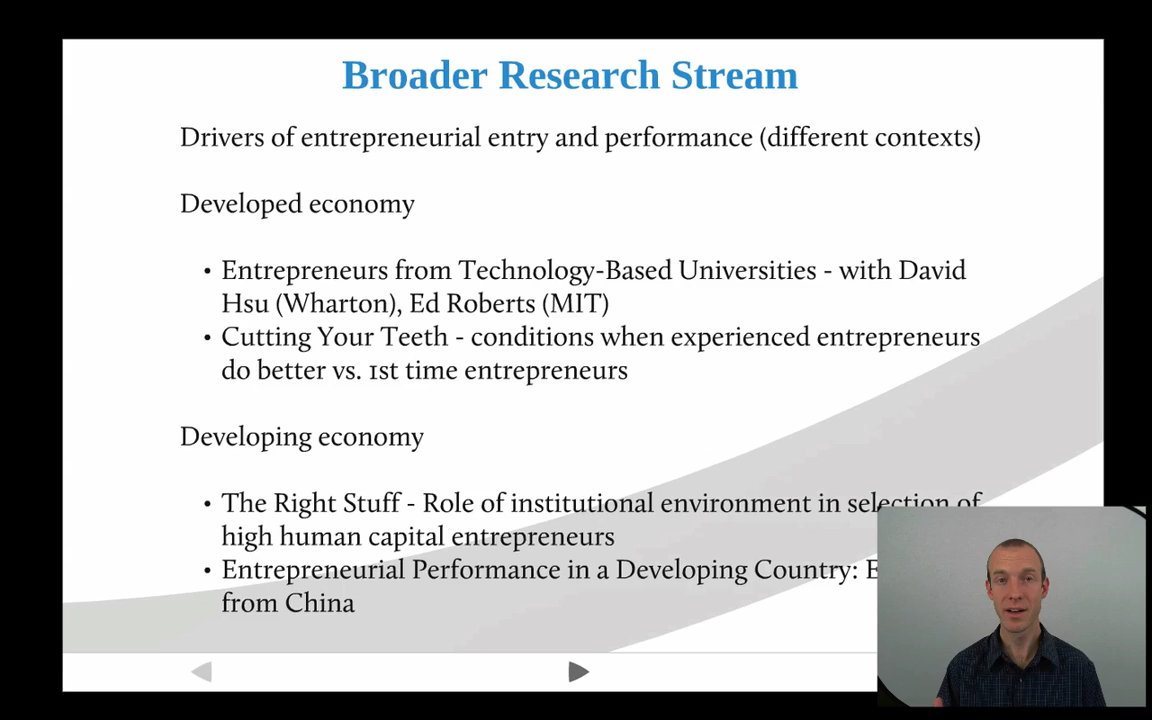 Broader Research Stream
Drivers of entrepreneurial entry and performance (different contexts)
Developed economy
• Entrepreneurs from Technology-Based Universities - with David
Hsu (Wharton), Ed Roberts (MIT)
• Cutting Your Teeth - conditions when experienced entrepreneurs
do better vs. 1st time entrepreneurs
Developing economy
• The Right Stuff - Role of institutional environment in selection of
high human capital entrepreneurs
• Entrepreneurial Performance in a Developing Country:
from China